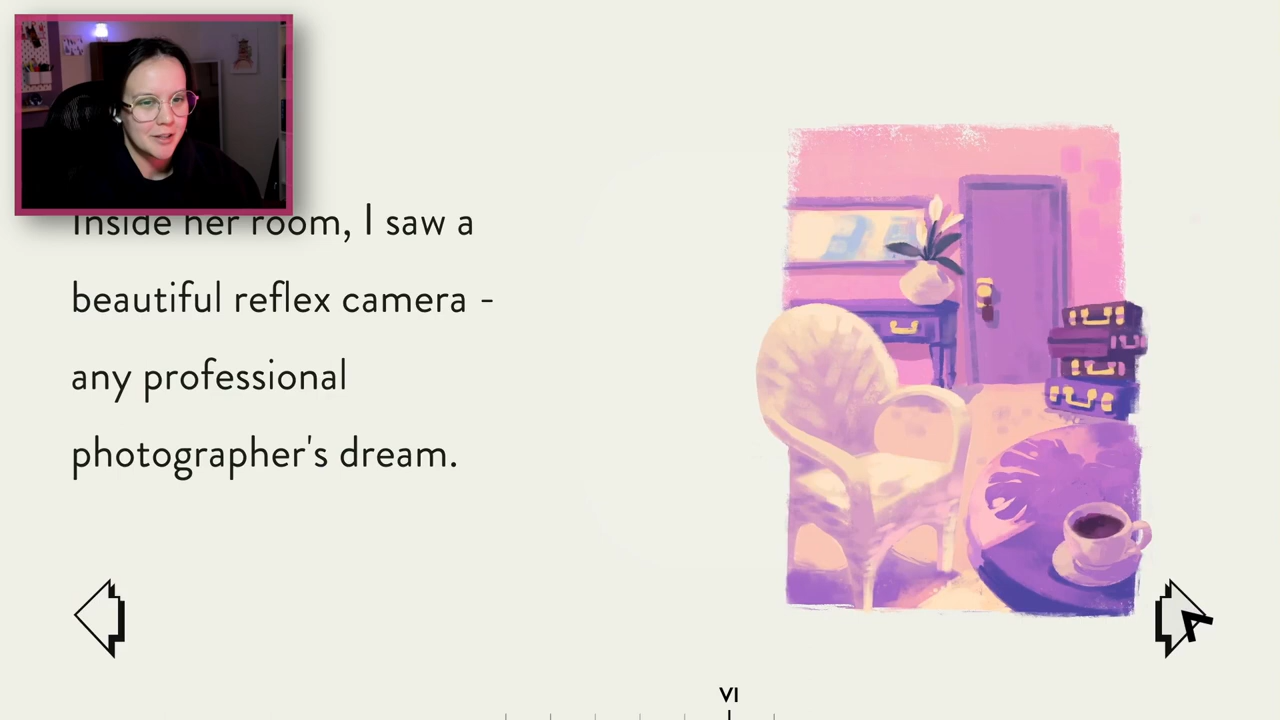 Inside her room, I saw a
beautiful reflex camera -
any professional
photographer's dream.
VI